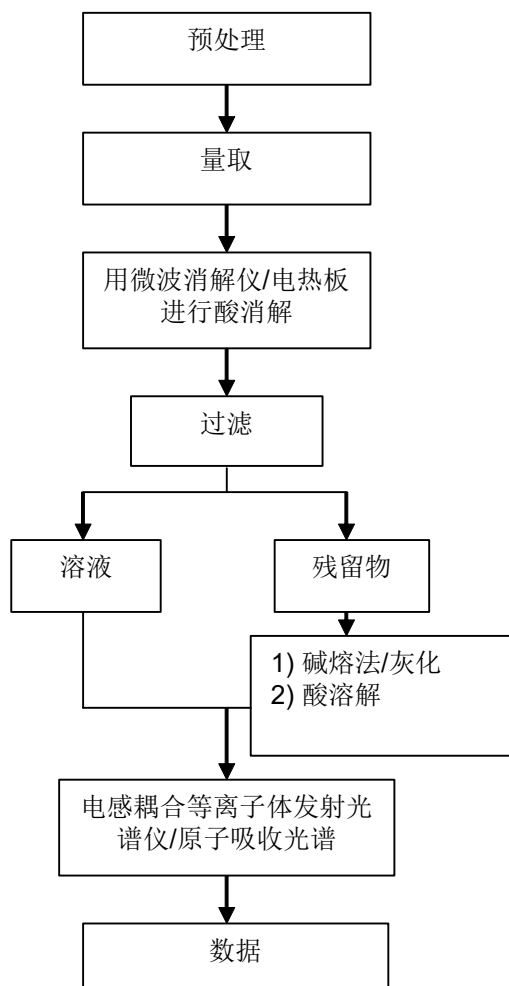 预处理
量取
用微波消解仪/电热板
进行酸消解
过滤
溶液
残留物
1) 碱熔法/灰化
2) 酸溶解
电感耦合等离子体发射光
谱仪/原子吸收光谱
数据